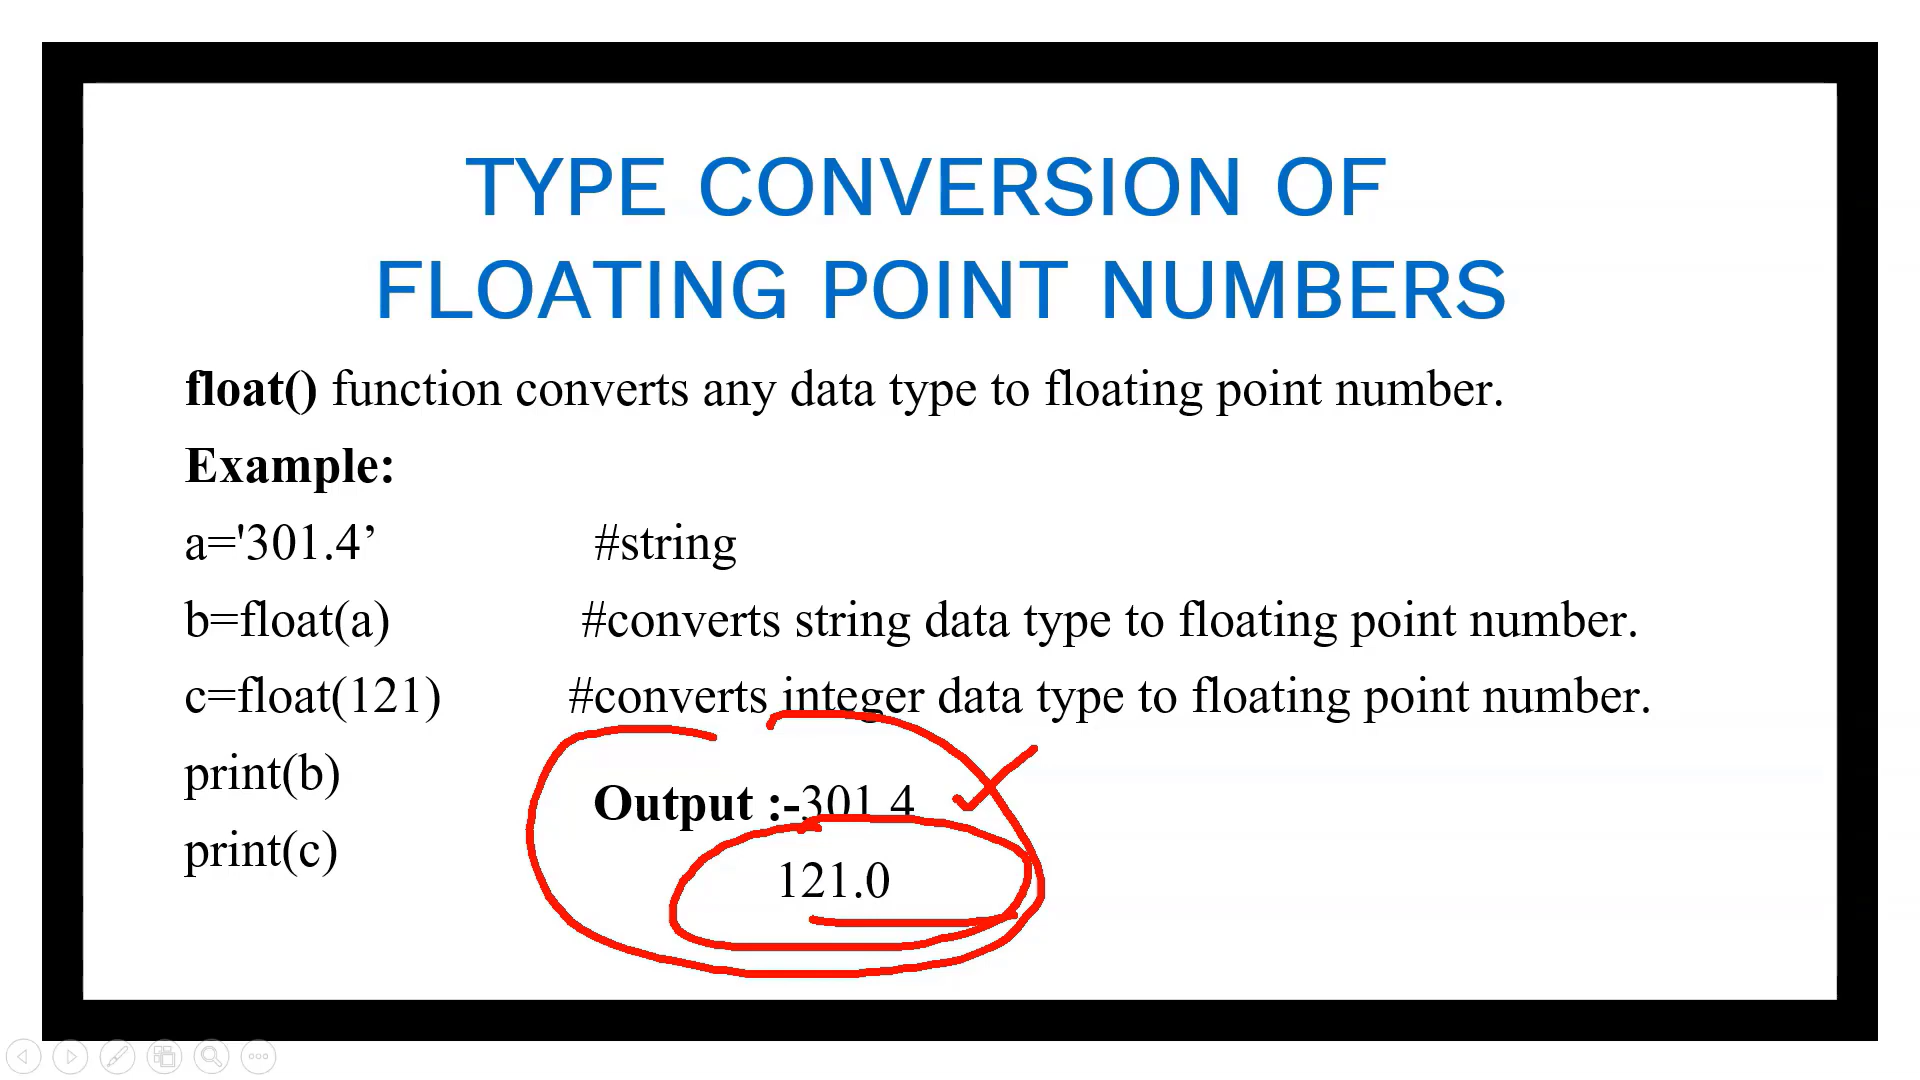 TYPE CONVERSION OF
FLOATING POINT NUMBERS
float() function converts any data type to floating point number.
Example:
a='301.4’ #string
b=float(a) #converts string data type to floating point number.
c=float(121) #converts integer data type to floating point number.
print(b)
Output :-301.4
print(c)
121.0